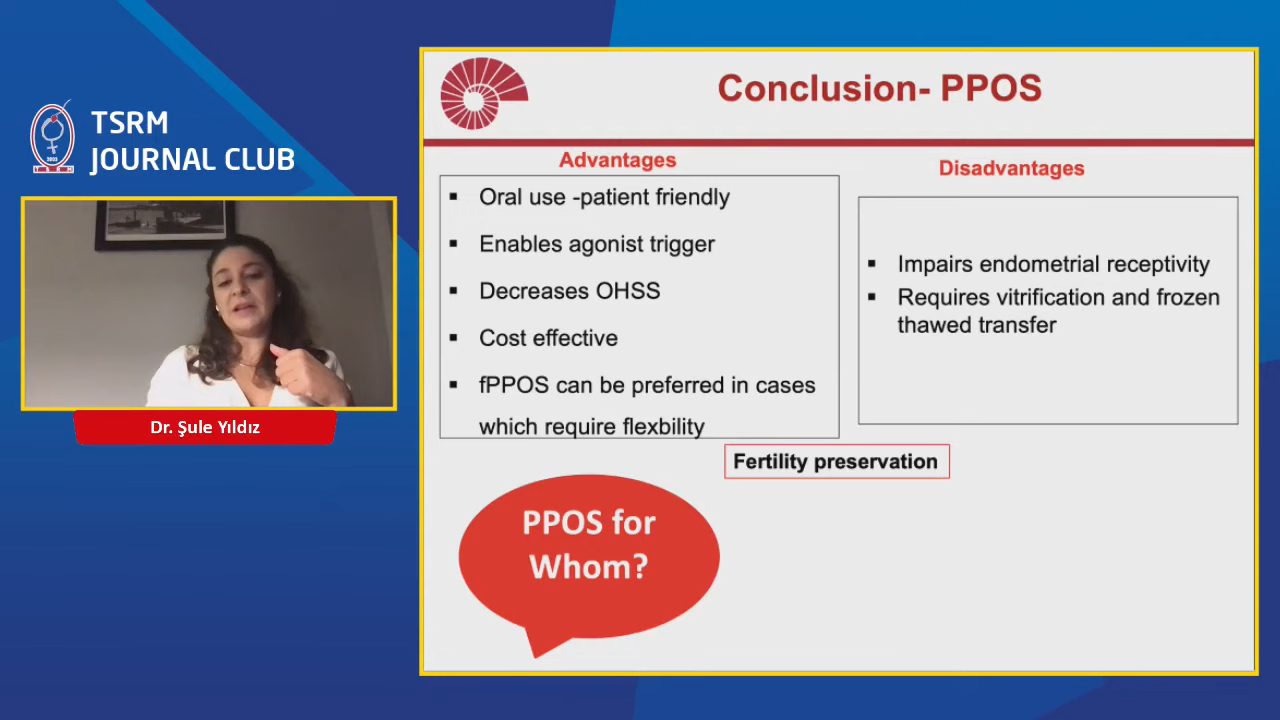 TSRM
JOURNAL CLUB
2003
T S R M
Dr. Şule Yıldız
Conclusion- PPOS
Advantages
▪ Oral use -patient friendly
▪ Enables agonist trigger
▪ Decreases OHSS
▪ Cost effective
▪ fPPOS can be preferred in cases
which require flexbility
Disadvantages
▪ Impairs endometrial receptivity
▪ Requires vitrification and frozen
thawed transfer
Fertility preservation
PPOS for
Whom?